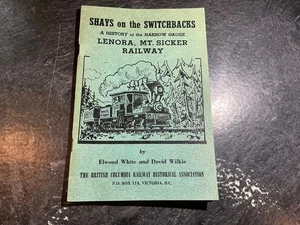 SHAYS on the SWITCHBACKS
A HISTORY of the NARROW GAUGE
LENORA, MT. SICKER
RAILWAY
by
Elwood White and David Wilkie
THE BRITISH COLUMBIA RAILWAY HISTORICAL ASSOCIATION
P.O. BOX 114, VICTORIA, B.C.